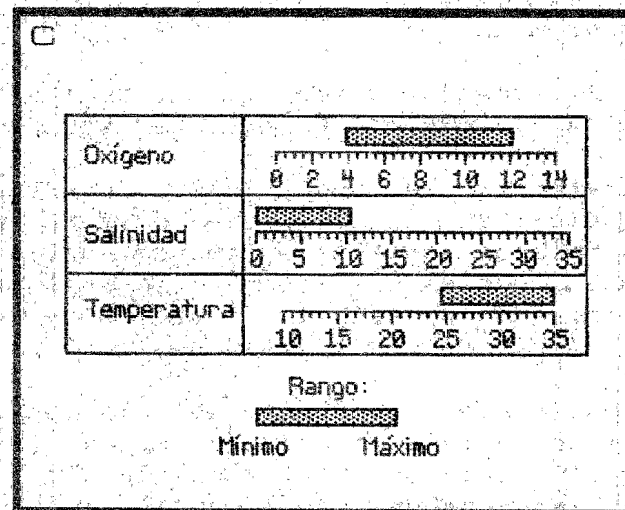 Oxígeno
0 2 4 6 8 10 12 14
Salinidad
0 5 10 15 20 25 30 35
Temperatura
10 15 20 25 30 35
Rango:
Mínimo Máximo